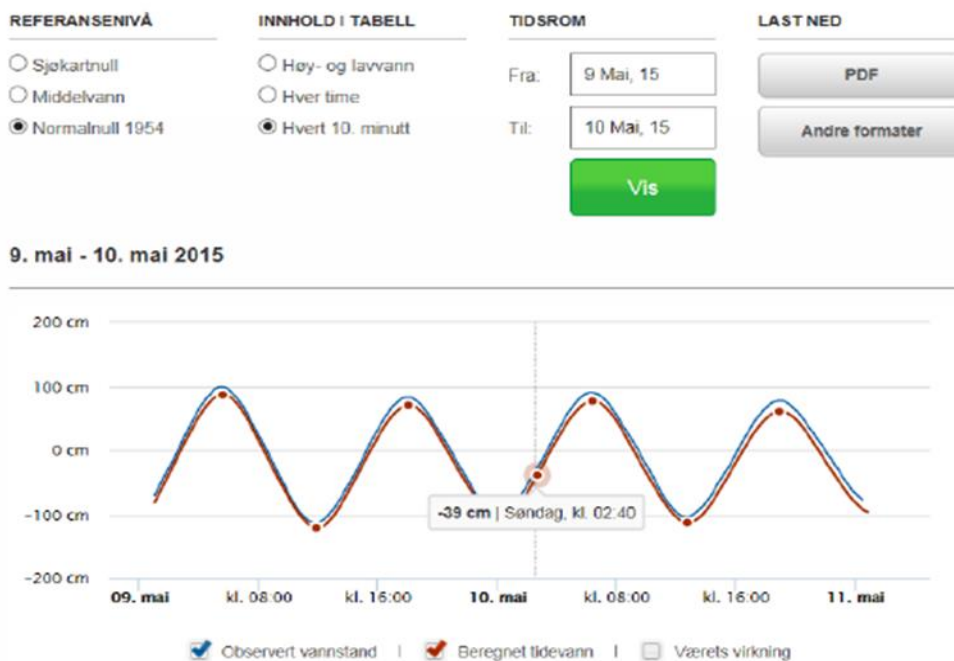 REFERANSENIVÅ
Sjøkartnull
Middelvann
Normalnull 1954
INNHOLD I TABELL
Høy- og lavvann
Hver time
Hvert 10. minutt
TIDSROM
Fra: 9 Mai, 15
Til: 10 Mai, 15
Vis
LAST NED
PDF
Andre formater
9. mai - 10. mai 2015
200 cm
100 cm
0 cm
-100 cm
-200 cm
-39 cm | Søndag, kl. 02:40
09. mai kl. 08:00 kl. 16:00 10. mai kl. 08:00 kl. 16:00 11. mai
Observert vannstand | Beregnet tidevann | Værets virkning